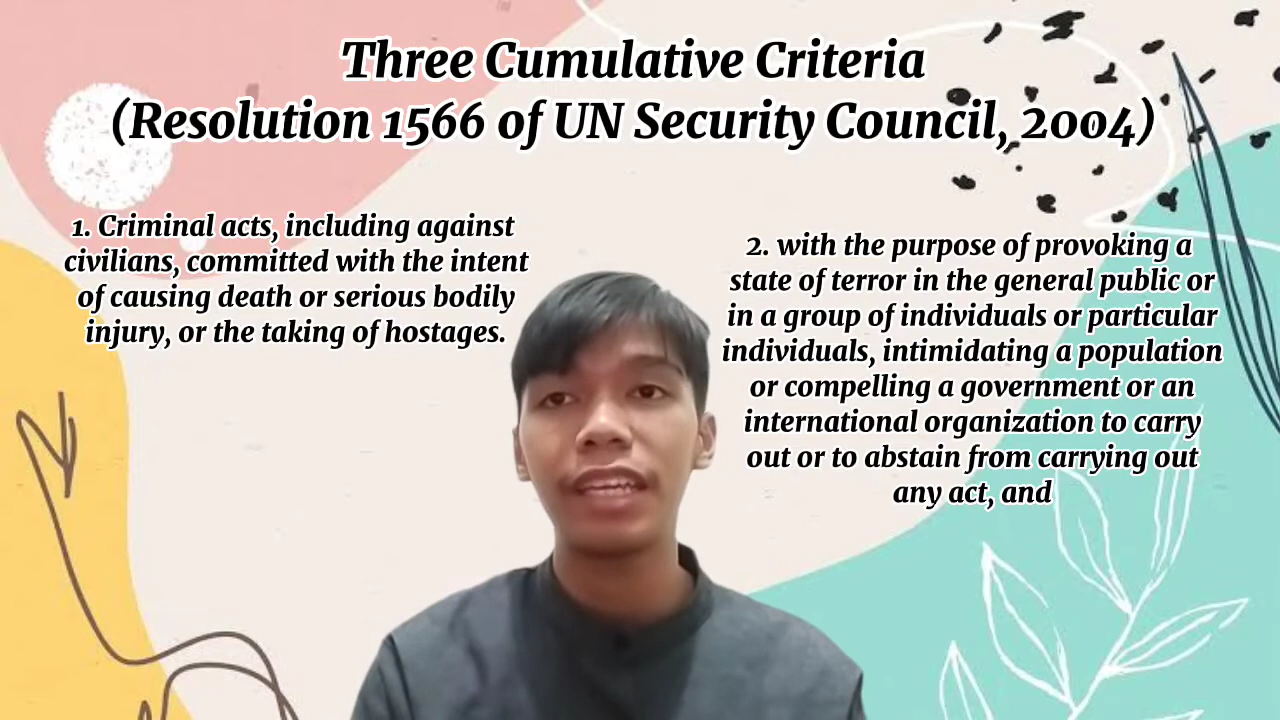 Three Cumulative Criteria
(Resolution 1566 of UN Security Council, 2004)
1. Criminal acts, including against
civilians, committed with the intent
of causing death or serious bodily
injury, or the taking of hostages.
2. with the purpose of provoking a
state of terror in the general public or
in a group of individuals or particular
individuals, intimidating a population
or compelling a government or an
international organization to carry
out or to abstain from carrying out
any act, and